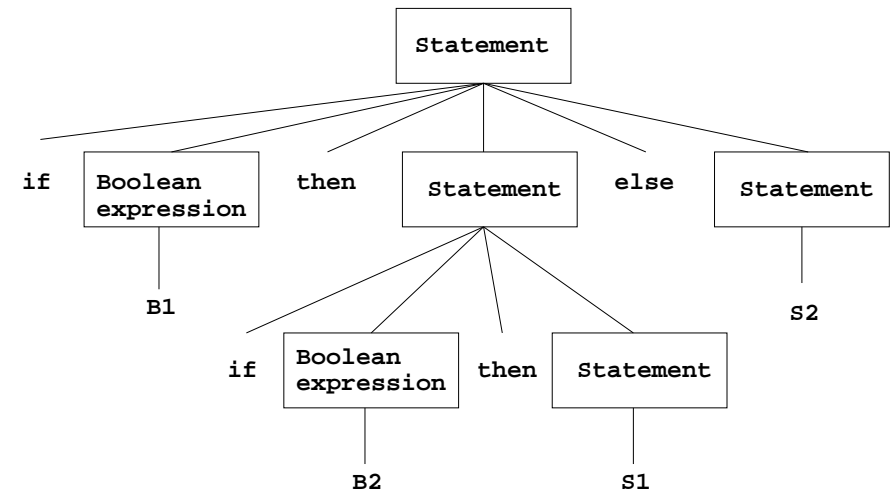 Statement
if
Boolean
expression
then
Statement
else
Statement
B1
S2
if
Boolean
expression
then
Statement
B2
S1